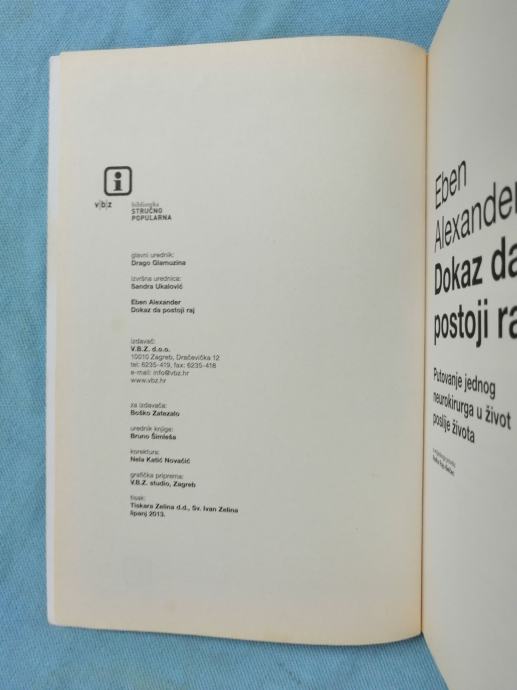 i
v|b|z
biblioteka
STRUČNO
POPULARNA
glavni urednik:
Drago Glamuzina
izvršna urednica:
Sandra Ukalović
Eben Alexander
Dokaz da postoji raj
izdavač:
V.B.Z. d.o.o.
10010 Zagreb, Dračevička 12
tel: 6235-419, fax: 6235-418
e-mail: info@vbz.hr
www.vbz.hr
za izdavača:
Boško Zatezalo
urednik knjige:
Bruno Šimleša
korektura:
Nela Katić Novačić
grafička priprema:
V.B.Z. studio, Zagreb
tisak:
Tiskara Zelina d.d., Sv. Ivan Zelina
lipanj 2013.
Eben
Alexander
Dokaz da
postoji raj
Putovanje jednog
neurokirurga u život
poslije života